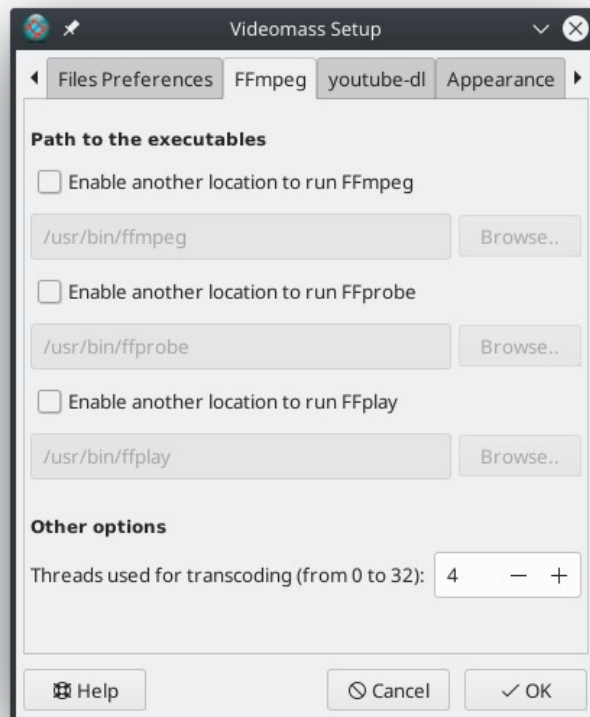 Videomass Setup
Files Preferences FFmpeg youtube-dl Appearance
Path to the executables
Enable another location to run FFmpeg
/usr/bin/ffmpeg Browse..
Enable another location to run FFprobe
/usr/bin/ffprobe Browse..
Enable another location to run FFplay
/usr/bin/ffplay Browse..
Other options
Threads used for transcoding (from 0 to 32): 4 − +
Help Cancel OK